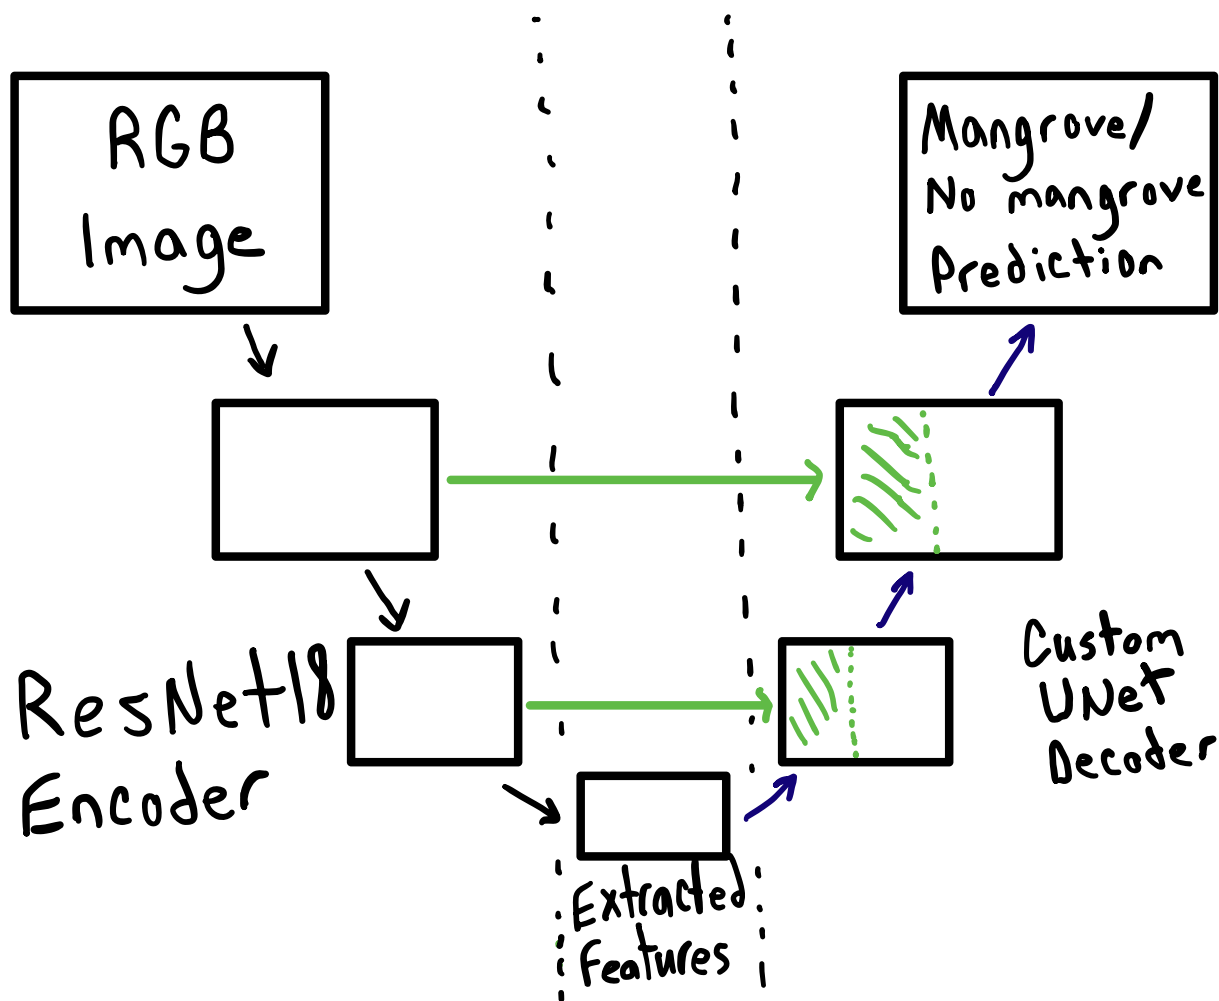 RGB
Image
Mangrove/
No mangrove
Prediction
ResNet18
Encoder
Extracted
Features
Custom
UNet
Decoder